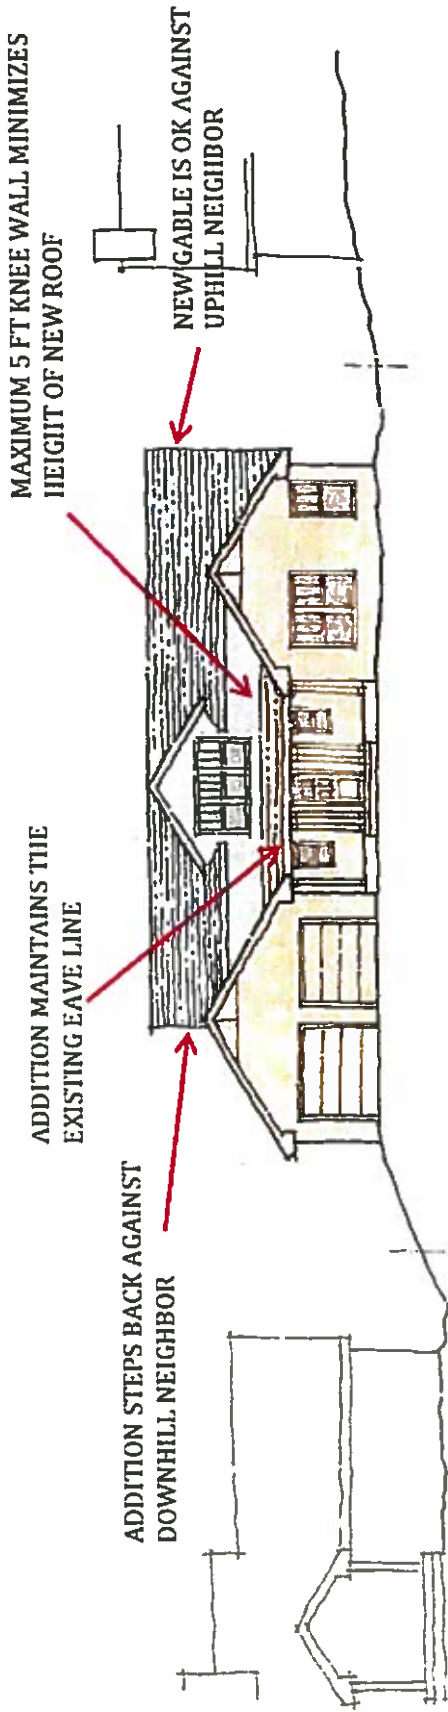 MAXIMUM 5 FT KNEE WALL MINIMIZES
HEIGHT OF NEW ROOF
NEW GABLE IS OK AGAINST
UPHILL NEIGHBOR
ADDITION MAINTAINS THE
EXISTING EAVE LINE
ADDITION STEPS BACK AGAINST
DOWNHILL NEIGHBOR